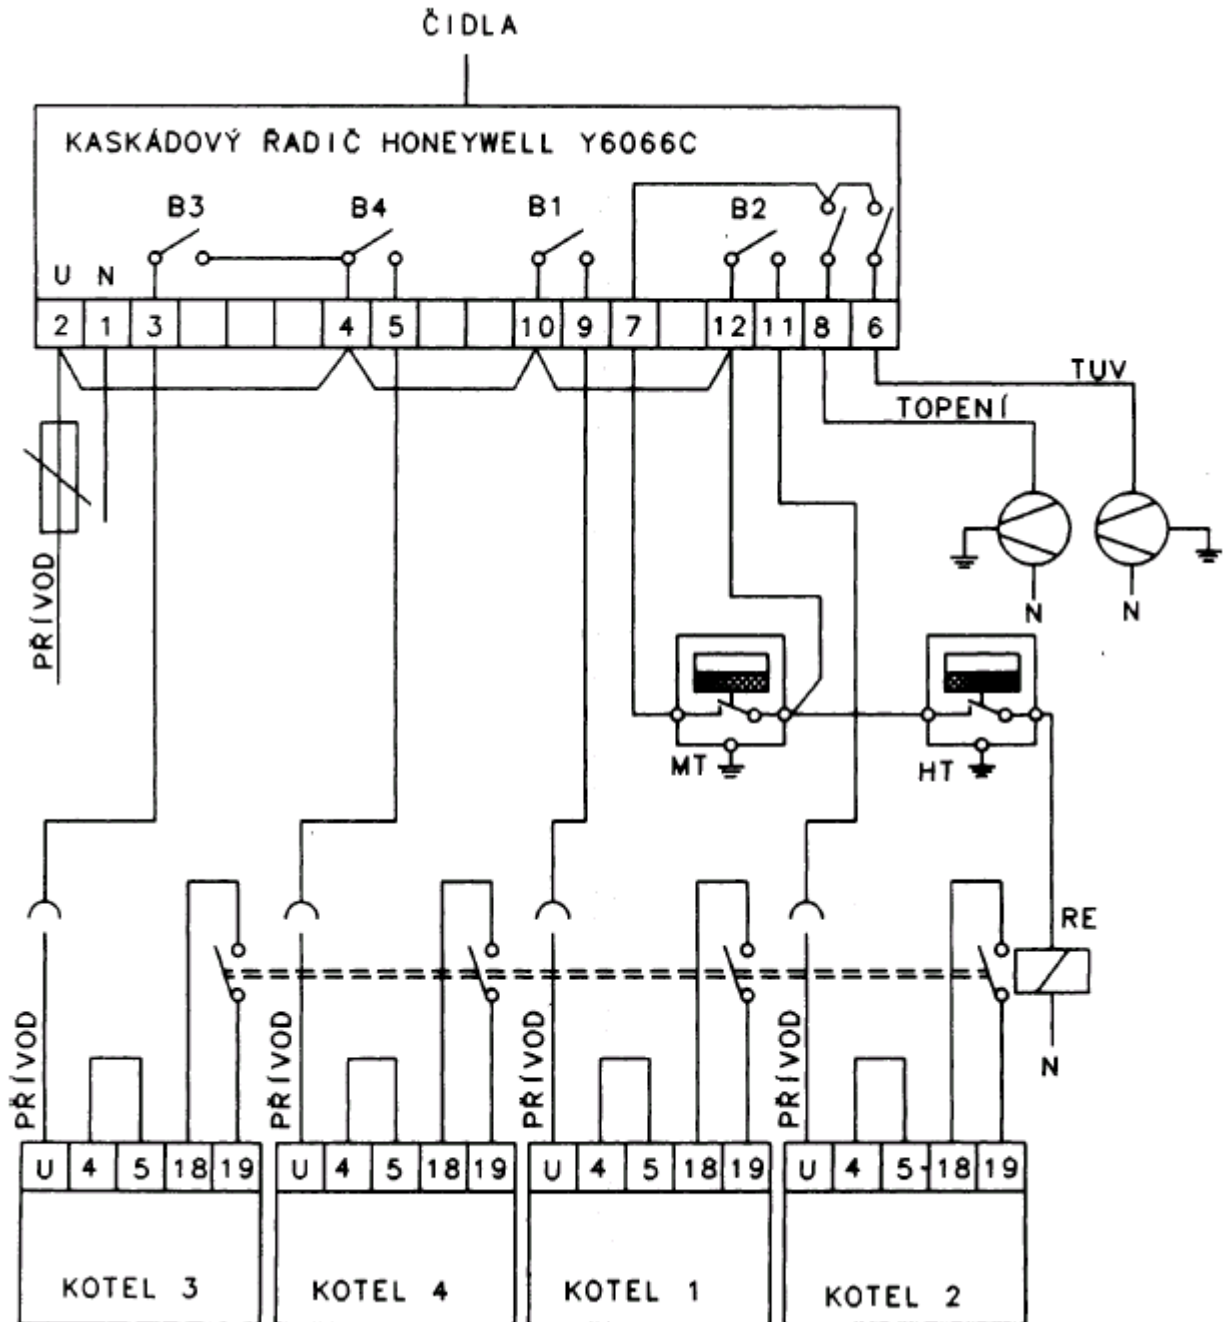 ČIDLA
KASKÁDOVÝ ŘADIČ HONEYWELL Y6066C
B3 B4 B1 B2
U N
2 1 3 4 5 10 9 7 12 11 8 6
TUV
TOPENÍ
PŘÍVOD
N N
MT HT
RE
PŘÍVOD PŘÍVOD PŘÍVOD PŘÍVOD
N
U 4 5 18 19 U 4 5 18 19 U 4 5 18 19 U 4 5 18 19
KOTEL 3 KOTEL 4 KOTEL 1 KOTEL 2